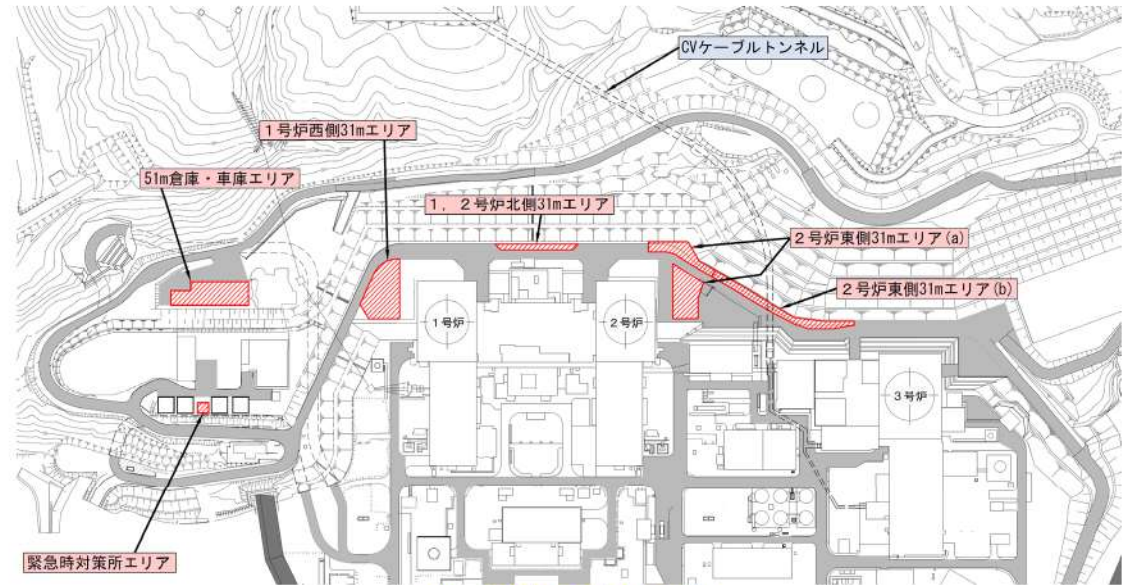 CVケーブルトンネル
1号炉西側31mエリア
51m倉庫・車庫エリア
1,2号炉北側31mエリア
2号炉東側31mエリア(a)
2号炉東側31mエリア(b)
1号炉
2号炉
3号炉
緊急時対策所エリア